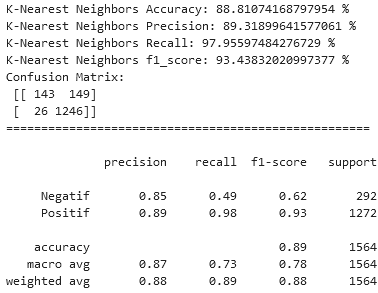 K-Nearest Neighbors Accuracy: 88.81074168797954 %
K-Nearest Neighbors Precision: 89.31899641577061 %
K-Nearest Neighbors Recall: 97.95597484276729 %
K-Nearest Neighbors f1_score: 93.43832020997377 %
Confusion Matrix:
[[ 143 149]
[ 26 1246]]
====================================================
precision recall f1-score support
Negatif 0.85 0.49 0.62 292
Positif 0.89 0.98 0.93 1272
accuracy 0.89 1564
macro avg 0.87 0.73 0.78 1564
weighted avg 0.88 0.89 0.88 1564